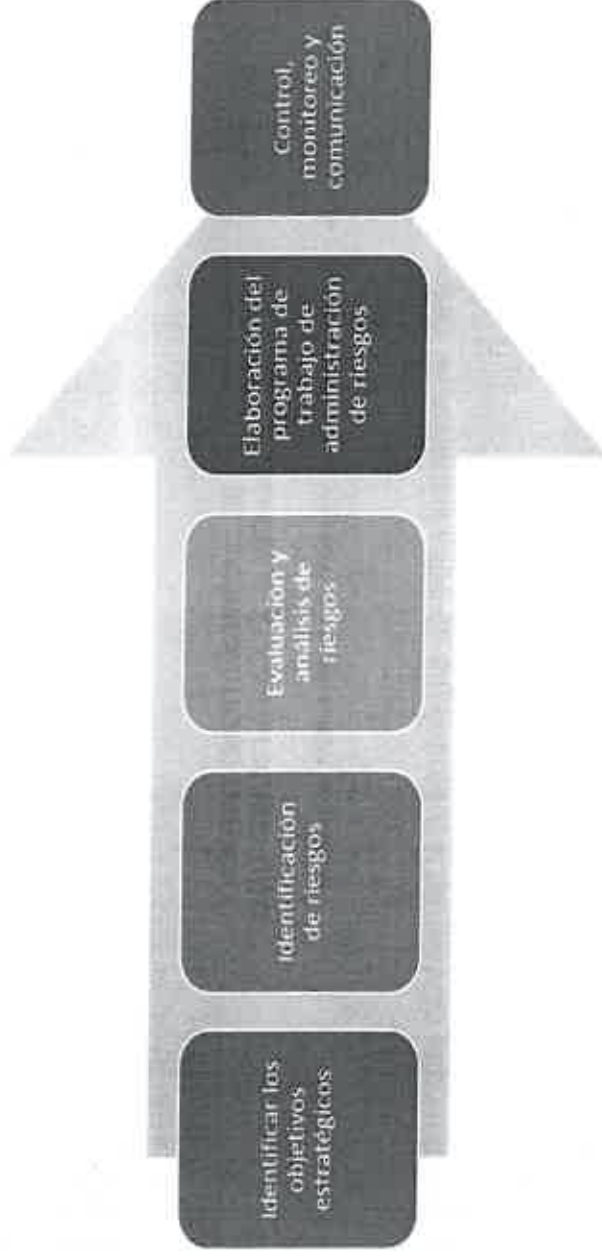 Identificar los
objetivos
estratégicos
Identificación
de riesgos
Evaluación y
análisis de
riesgos
Elaboración del
programa de
trabajo de
administración
de riesgos
Control,
monitoreo y
comunicación